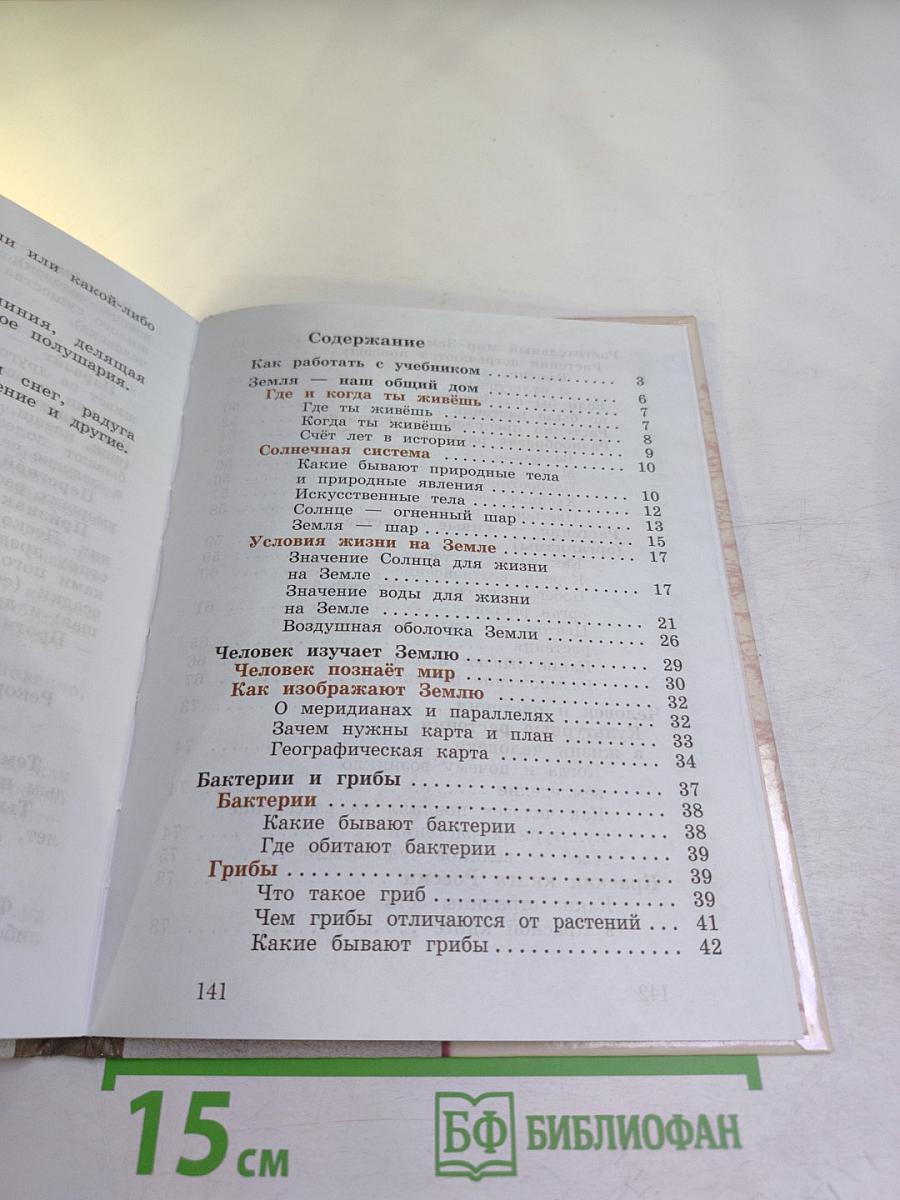 или какой-либо
линия, делящая
полушария.
снег, радуга
и другие.
Содержание
Как работать с учебником . . . . . . . . . . . . . . . 3
Земля — наш общий дом . . . . . . . . . . . . . . . 6
Где и когда ты живёшь . . . . . . . . . . . . . . . 7
Где ты живёшь . . . . . . . . . . . . . . . 7
Когда ты живёшь . . . . . . . . . . . . . . . 8
Счёт лет в истории . . . . . . . . . . . . . . . 9
Солнечная система . . . . . . . . . . . . . . . 10
Какие бывают природные тела
и природные явления . . . . . . . . . . . . . . . 10
Искусственные тела . . . . . . . . . . . . . . . 12
Солнце — огненный шар . . . . . . . . . . . . . . . 13
Земля — шар . . . . . . . . . . . . . . . 15
Условия жизни на Земле . . . . . . . . . . . . . . . 17
Значение Солнца для жизни
на Земле . . . . . . . . . . . . . . . 17
Значение воды для жизни
на Земле . . . . . . . . . . . . . . . 21
Воздушная оболочка Земли . . . . . . . . . . . . . . . 26
Человек изучает Землю . . . . . . . . . . . . . . . 29
Человек познаёт мир . . . . . . . . . . . . . . . 30
Как изображают Землю . . . . . . . . . . . . . . . 32
О меридианах и параллелях . . . . . . . . . . 32
Зачем нужны карта и план . . . . . . . . . . 33
Географическая карта . . . . . . . . . . . . . . . 34
Бактерии и грибы . . . . . . . . . . . . . . . 37
Бактерии . . . . . . . . . . . . . . . 38
Какие бывают бактерии . . . . . . . . . . . . 38
Где обитают бактерии . . . . . . . . . . . . . 39
Грибы . . . . . . . . . . . . . . . 39
Что такое гриб . . . . . . . . . . . . . . . 39
Чем грибы отличаются от растений . . . 41
Какие бывают грибы . . . . . . . . . . . . . . . 42
141
15 см
БФ БИБЛИОФАН